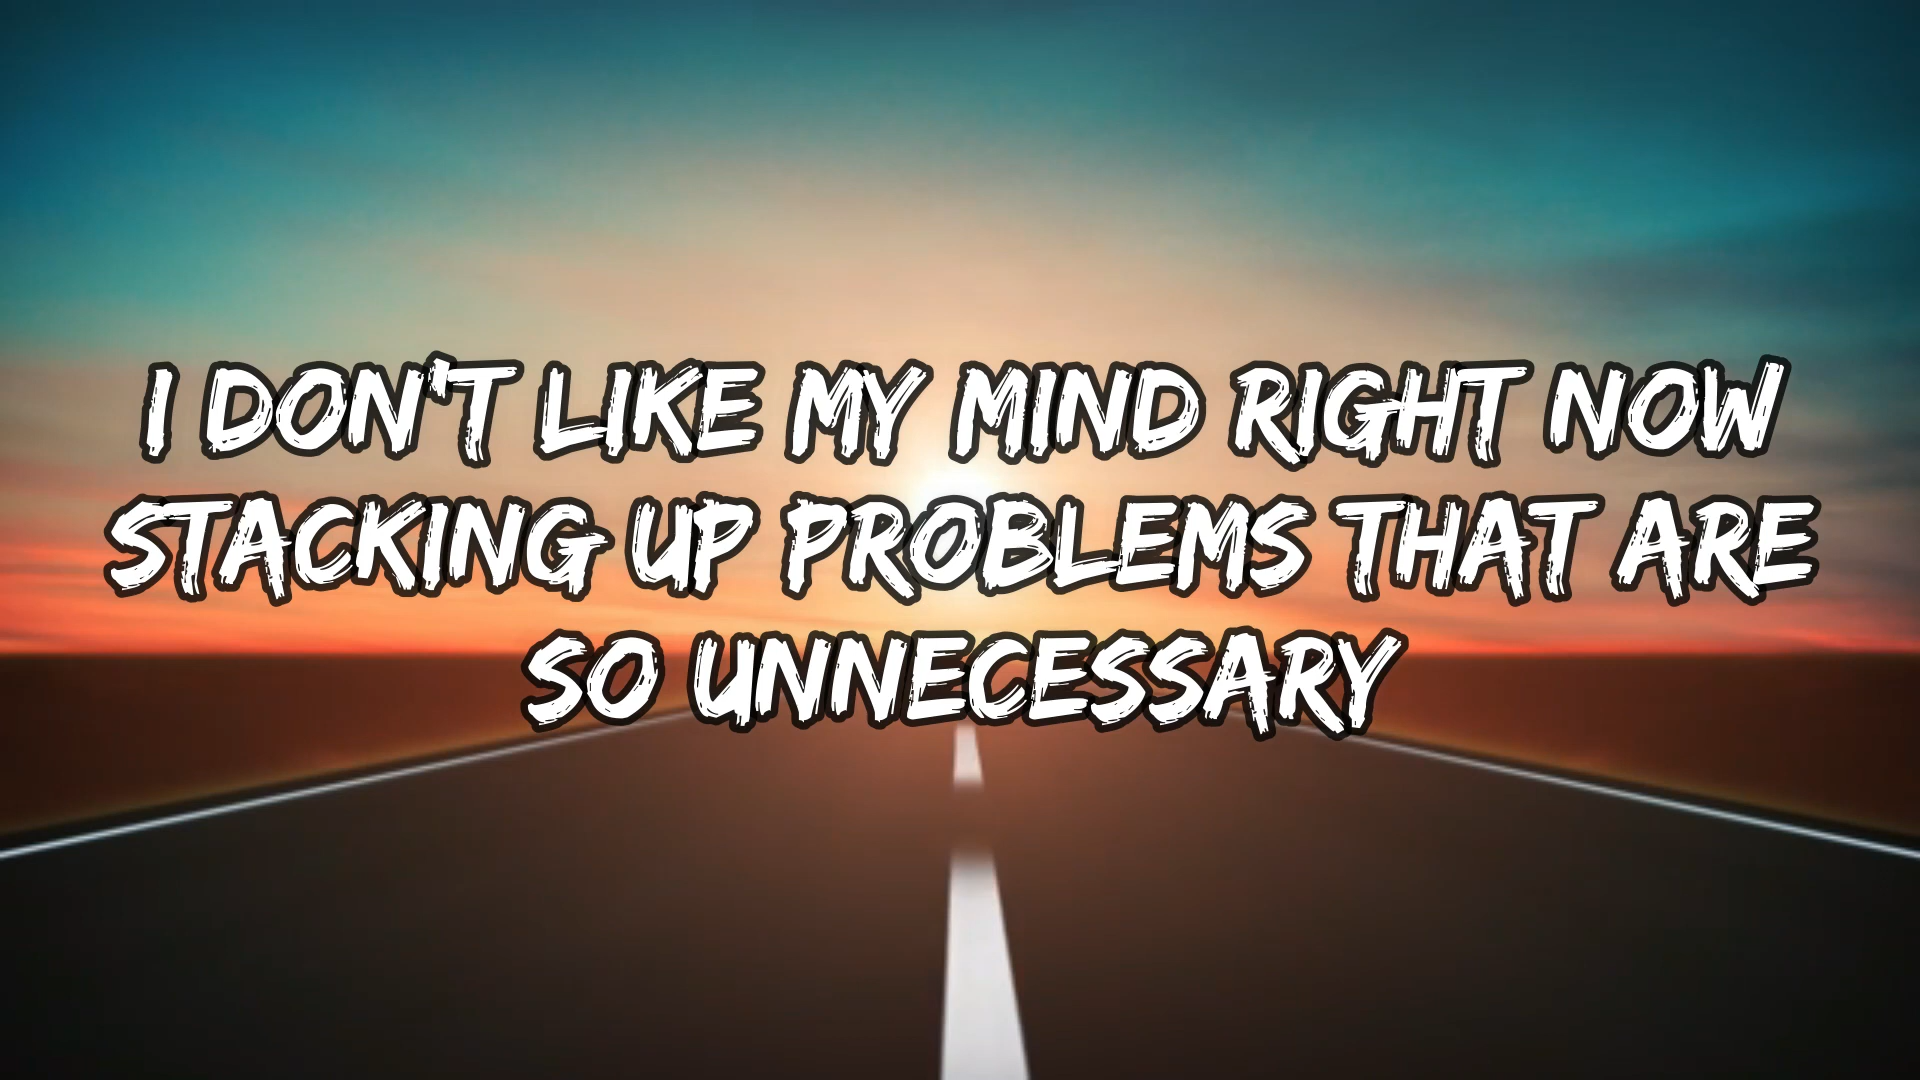 I DON'T LIKE MY MIND RIGHT NOW
STACKING UP PROBLEMS THAT ARE
SO UNNECESSARY